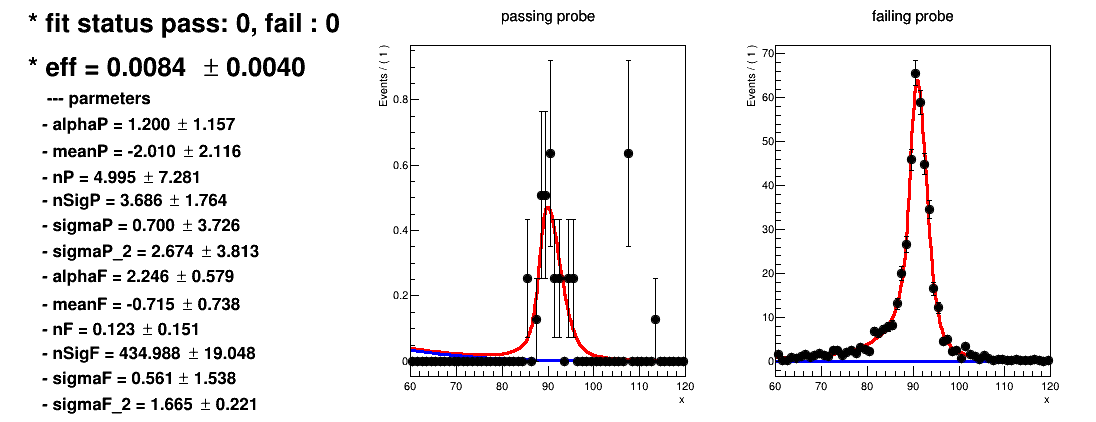 * fit status pass: 0, fail : 0
* eff = 0.0084 ± 0.0040
--- parmeters
- alphaP = 1.200 ± 1.157
- meanP = -2.010 ± 2.116
- nP = 4.995 ± 7.281
- nSigP = 3.686 ± 1.764
- sigmaP = 0.700 ± 3.726
- sigmaP_2 = 2.674 ± 3.813
- alphaF = 2.246 ± 0.579
- meanF = -0.715 ± 0.738
- nF = 0.123 ± 0.151
- nSigF = 434.988 ± 19.048
- sigmaF = 0.561 ± 1.538
- sigmaF_2 = 1.665 ± 0.221
passing probe
Events / ( 1 )
0.8
0.6
0.4
0.2
0
60 70 80 90 100 110 120
x
failing probe
Events / ( 1 )
70
60
50
40
30
20
10
0
60 70 80 90 100 110 120
x